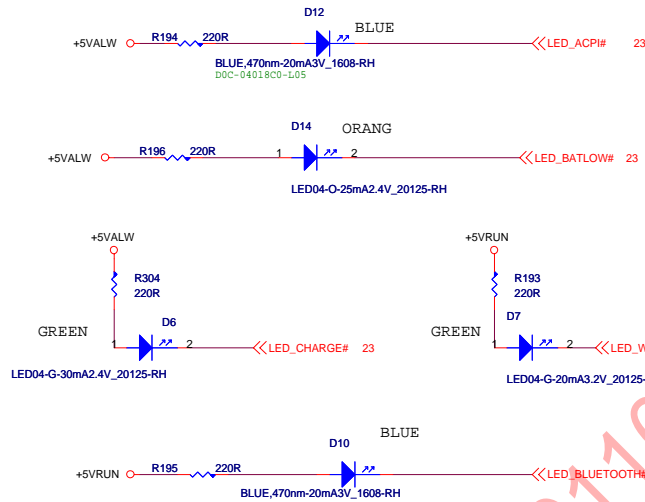 D12
BLUE
+5VALW
R194
220R
LED_ACPI#
23
BLUE,470nm-20mA3V_1608-RH
D0C-04018C0-L05
D14
ORANG
+5VALW
R196
220R
1
2
LED_BATLOW#
23
LED04-O-25mA2.4V_20125-RH
+5VALW
+5VRUN
R304
220R
R193
220R
GREEN
D6
1
2
LED_CHARGE#
23
GREEN
D7
1
2
LED_W
LED04-G-30mA2.4V_20125-RH
LED04-G-20mA3.2V_20125-
BLUE
D10
+5VRUN
R195
220R
LED_BLUETOOTH#
BLUE,470nm-20mA3V_1608-RH